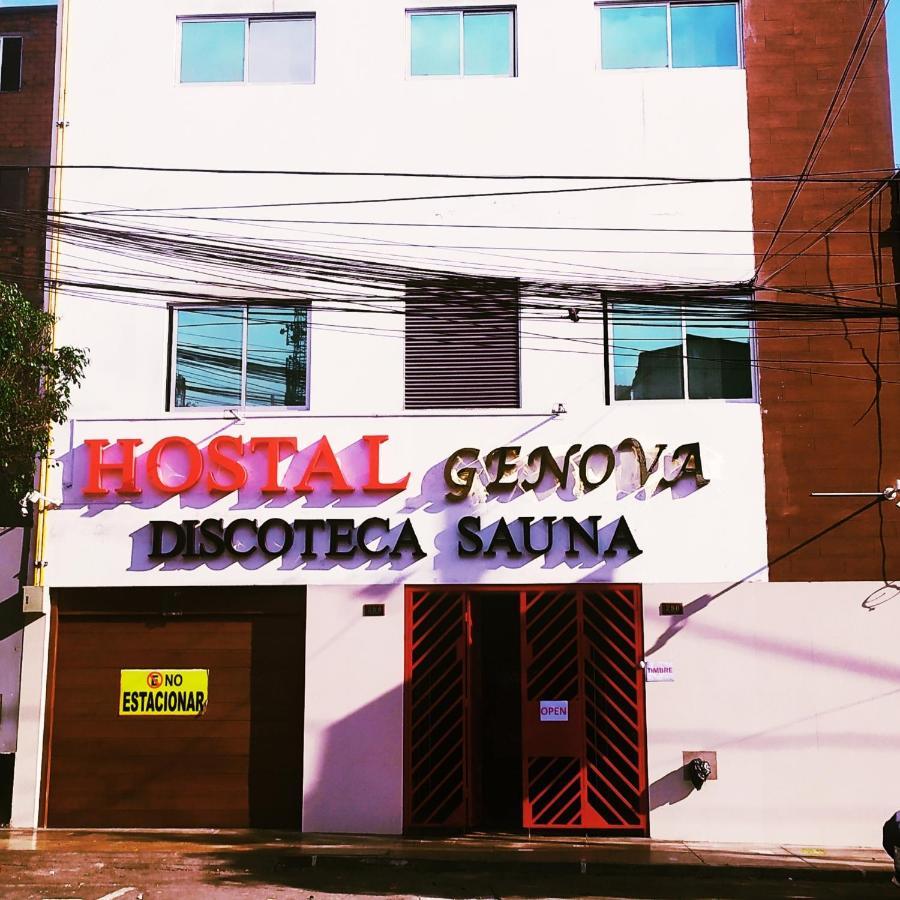 HOSTAL GENOVA
DISCOTECA SAUNA
NO
ESTACIONAR
OPEN
TIMBRE